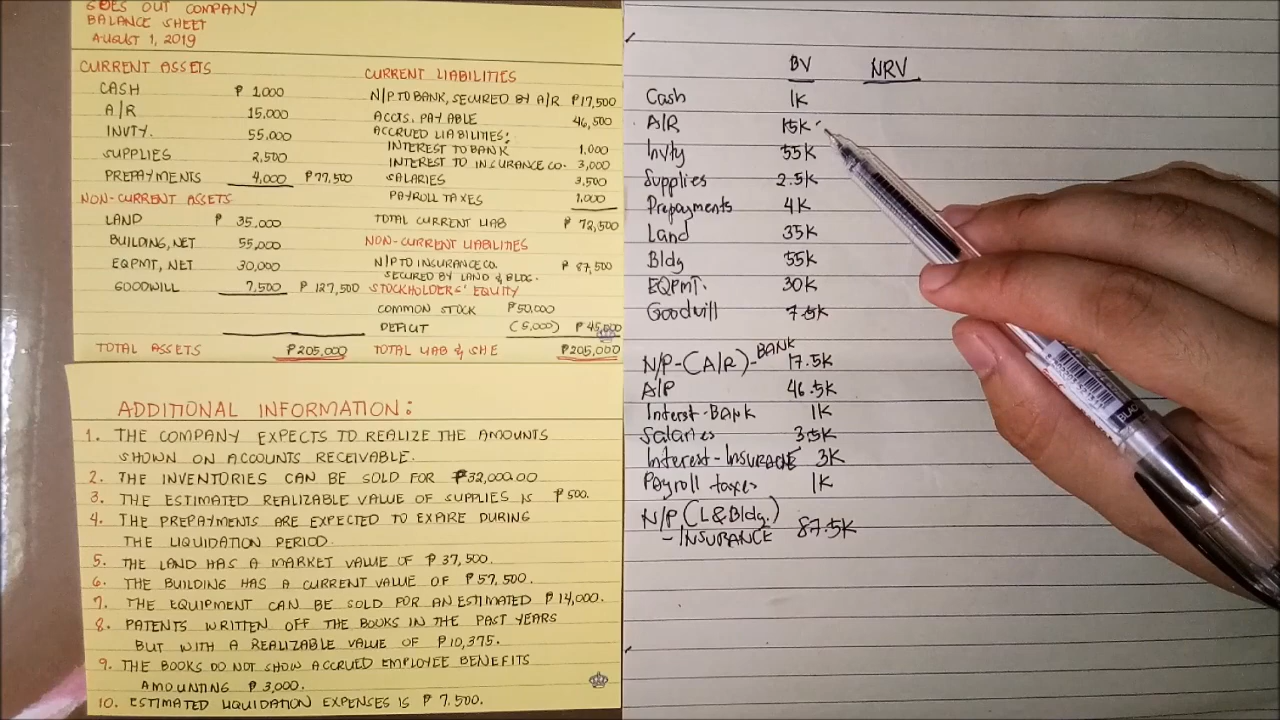 GOES OUT COMPANY
BALANCE SHEET
AUGUST 1, 2019
CURRENT ASSETS
CASH ₱ 1,000
A/R 15,000
INVTY. 55,000
SUPPLIES 2,500
PREPAYMENTS 4,000 ₱77,500
NON-CURRENT ASSETS
LAND ₱ 35,000
BUILDING, NET 55,000
EQPMT, NET 30,000
GOODWILL 7,500 ₱ 127,500
TOTAL ASSETS ₱205,000
CURRENT LIABILITIES
N/P TO BANK, SECURED BY A/R ₱17,500
ACCTS. PAYABLE 46,500
ACCRUED LIABILITIES:
INTEREST TO BANK 1,000
INTEREST TO INSURANCE CO. 3,000
SALARIES 3,500
PAYROLL TAXES 1,000
TOTAL CURRENT LIAB ₱ 72,500
NON-CURRENT LIABILITIES
N/P TO INSURANCE CO. ₱ 87,500
SECURED BY LAND & BLDG.
STOCKHOLDERS' EQUITY
COMMON STOCK ₱50,000
DEFICIT (5,000) ₱45,000
TOTAL LIAB & SHE ₱205,000
ADDITIONAL INFORMATION:
1. THE COMPANY EXPECTS TO REALIZE THE AMOUNTS
SHOWN ON ACCOUNTS RECEIVABLE.
2. THE INVENTORIES CAN BE SOLD FOR ₱32,000.00
3. THE ESTIMATED REALIZABLE VALUE OF SUPPLIES IS ₱500.
4. THE PREPAYMENTS ARE EXPECTED TO EXPIRE DURING
THE LIQUIDATION PERIOD.
5. THE LAND HAS A MARKET VALUE OF ₱ 37,500.
6. THE BUILDING HAS A CURRENT VALUE OF ₱57,500.
7. THE EQUIPMENT CAN BE SOLD FOR AN ESTIMATED ₱14,000.
8. PATENTS WRITTEN OFF THE BOOKS IN THE PAST YEARS
BUT WITH A REALIZABLE VALUE OF ₱10,375.
9. THE BOOKS DO NOT SHOW ACCRUED EMPLOYEE BENEFITS
AMOUNTING ₱ 3,000.
10. ESTIMATED LIQUIDATION EXPENSES IS ₱ 7,500.
BV NRV
Cash 1K
A/R 15K
Invty 55K
Supplies 2.5K
Prepayments 4K
Land 35K
Bldg 55K
EQPMT. 30K
Goodwill 7.5K
N/P-(A/R)-BANK 17.5K
A/P 46.5K
Interest-BANK 1K
Salaries 3.5K
Interest-INSURANCE 3K
Payroll taxes 1K
N/P (L&Bldg.)
-INSURANCE 87.5K
BLACK